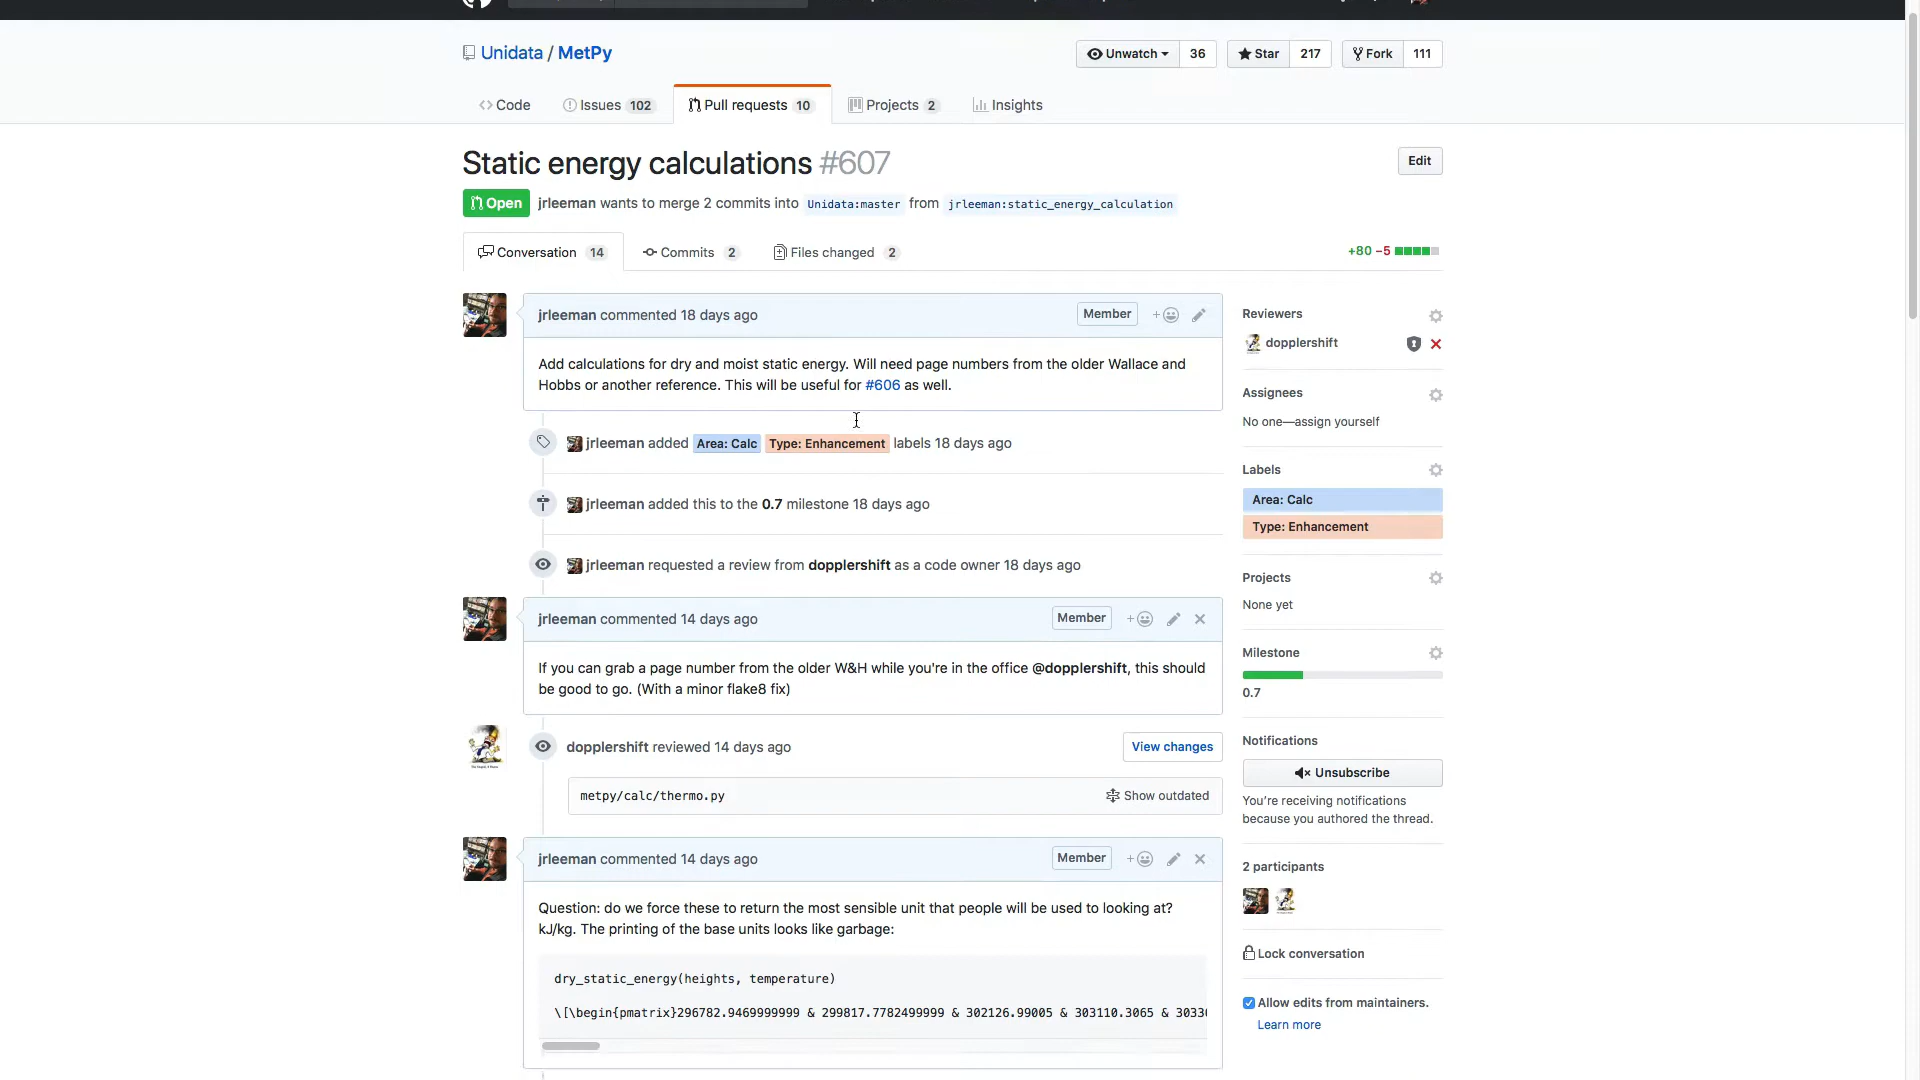 Unidata / MetPy
Unwatch 36 Star 217 Fork 111
Code Issues 102 Pull requests 10 Projects 2 Insights
Static energy calculations #607
Edit
Open jrleeman wants to merge 2 commits into Unidata:master from jrleeman:static_energy_calculation
Conversation 14 Commits 2 Files changed 2 +80 −5
jrleeman commented 18 days ago Member
Add calculations for dry and moist static energy. Will need page numbers from the older Wallace and
Hobbs or another reference. This will be useful for #606 as well.
jrleeman added Area: Calc Type: Enhancement labels 18 days ago
jrleeman added this to the 0.7 milestone 18 days ago
jrleeman requested a review from dopplershift as a code owner 18 days ago
jrleeman commented 14 days ago Member
If you can grab a page number from the older W&H while you're in the office @dopplershift, this should
be good to go. (With a minor flake8 fix)
dopplershift reviewed 14 days ago View changes
metpy/calc/thermo.py Show outdated
jrleeman commented 14 days ago Member
Question: do we force these to return the most sensible unit that people will be used to looking at?
kJ/kg. The printing of the base units looks like garbage:
dry_static_energy(heights, temperature)
\[\begin{pmatrix}296782.9469999999 & 299817.7782499999 & 302126.99005 & 303110.3065 & 3033
Reviewers
dopplershift
Assignees
No one—assign yourself
Labels
Area: Calc
Type: Enhancement
Projects
None yet
Milestone
0.7
Notifications
Unsubscribe
You’re receiving notifications
because you authored the thread.
2 participants
Lock conversation
Allow edits from maintainers.
Learn more